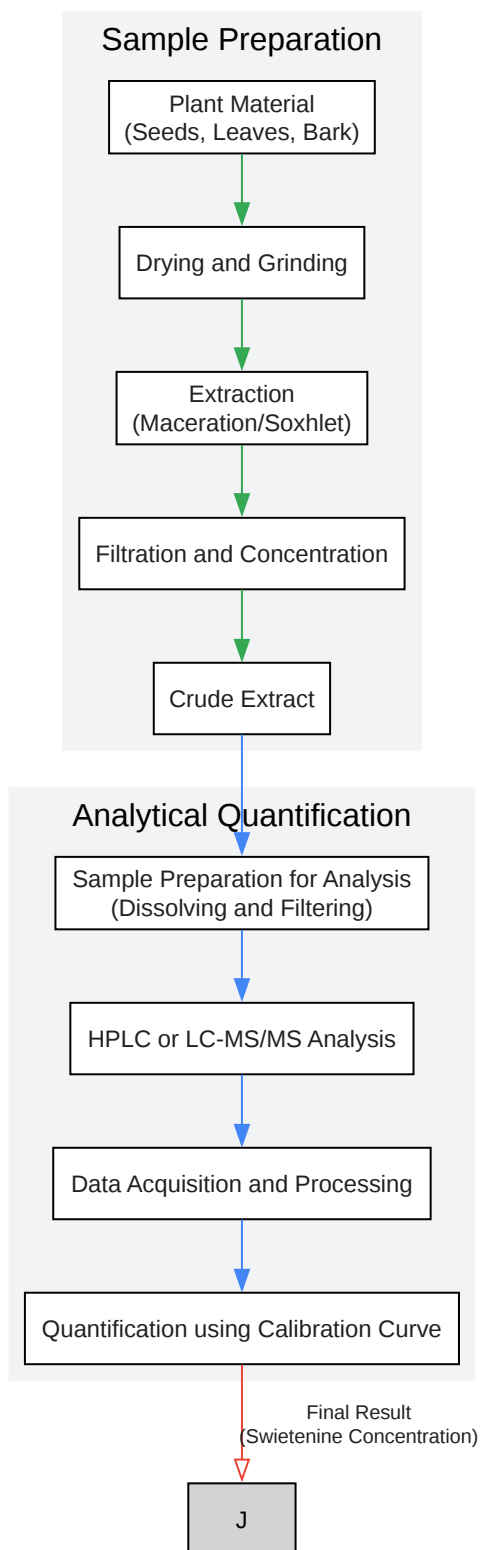 Sample Preparation
Plant Material
(Seeds, Leaves, Bark)
Drying and Grinding
Extraction
(Maceration/Soxhlet)
Filtration and Concentration
Crude Extract
Analytical Quantification
Sample Preparation for Analysis
(Dissolving and Filtering)
HPLC or LC-MS/MS Analysis
Data Acquisition and Processing
Quantification using Calibration Curve
Final Result
(Swietenine Concentration)
J